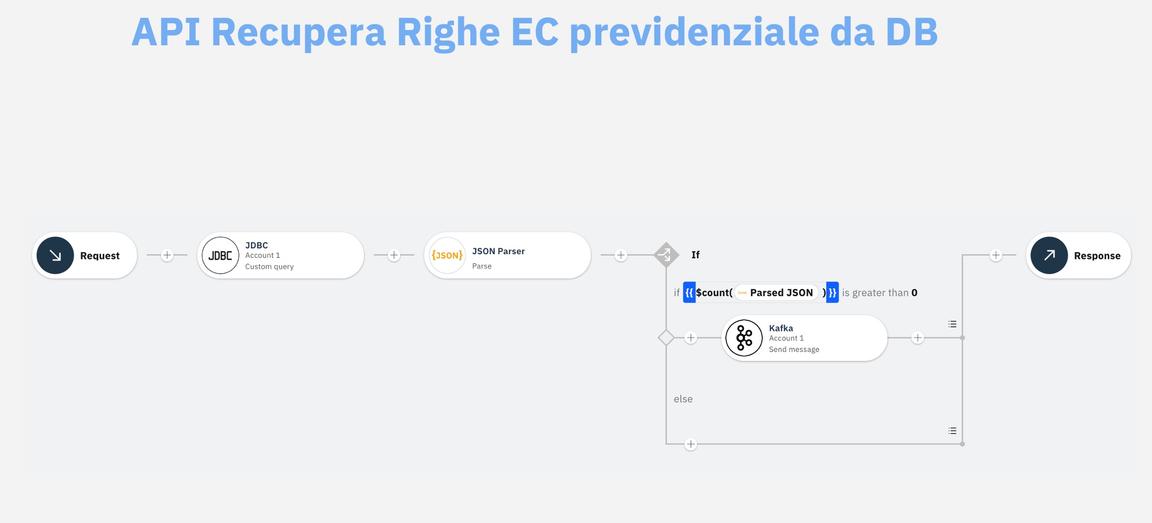 API Recupera Righe EC previdenziale da DB
Request
JDBC
JDBC
Account 1
Custom query
{JSON}
JSON Parser
Parse
If
if {{$count( Parsed JSON )}} is greater than 0
Kafka
Account 1
Send message
else
Response